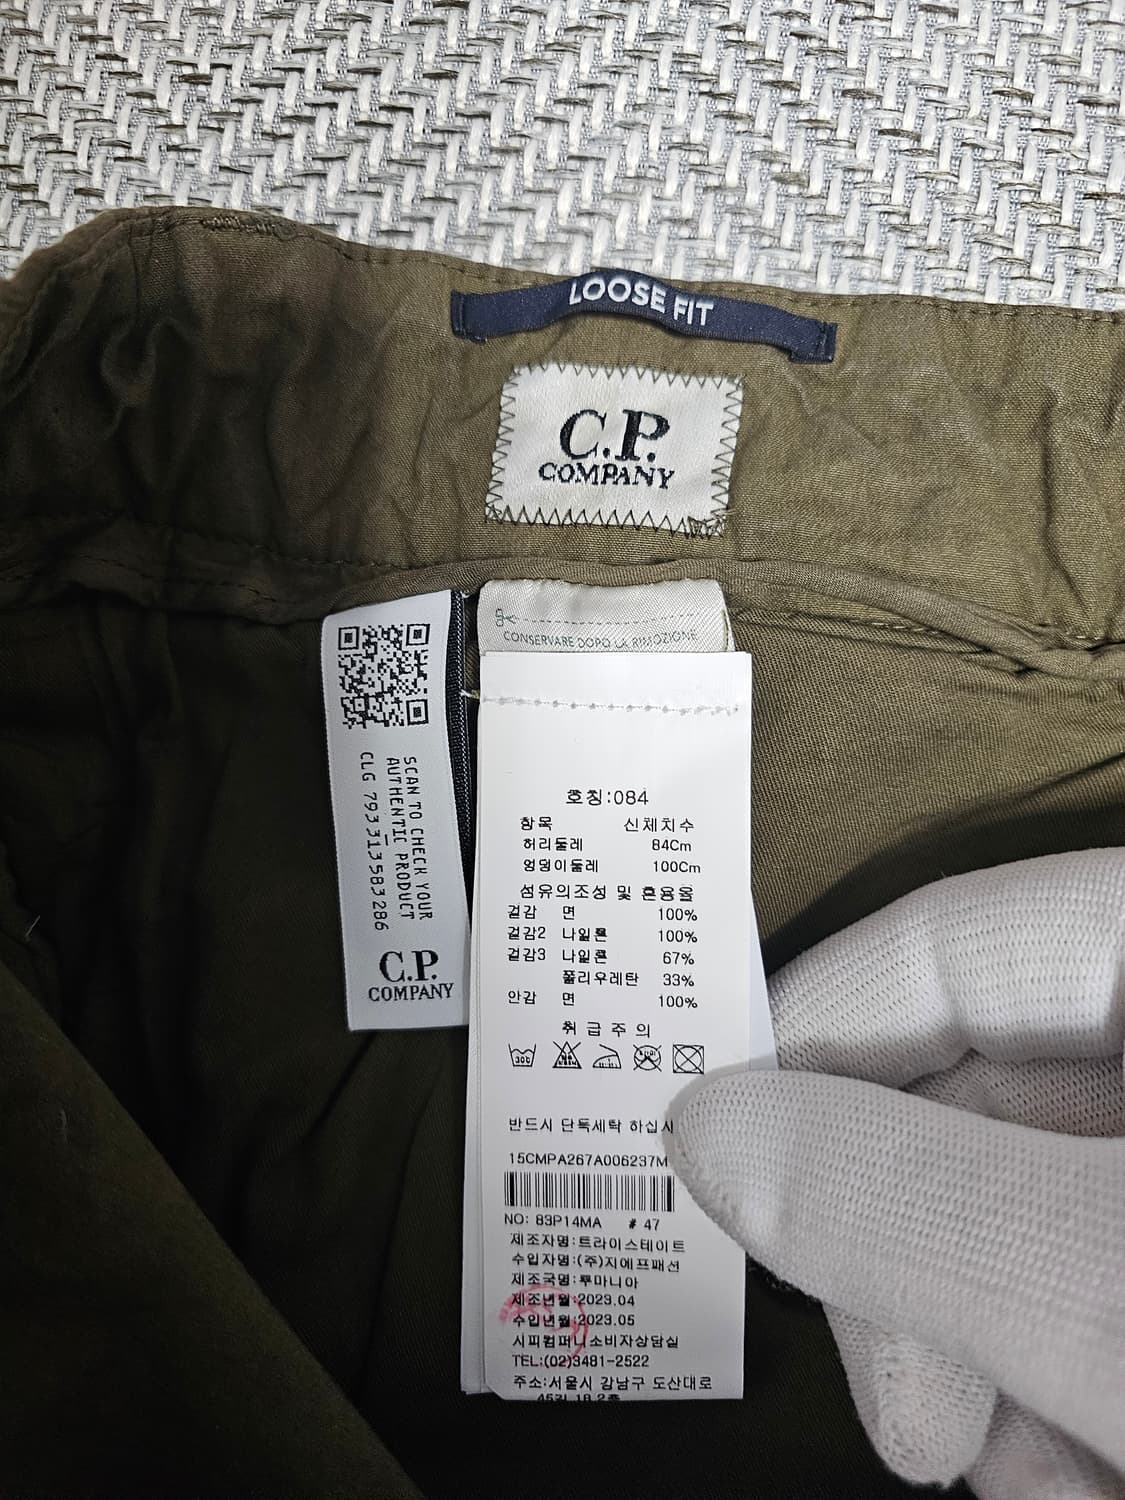 LOOSE FIT
C.P.
COMPANY
CONSERVARE DOPO LA RIMOZIONE
SCAN TO CHECK YOUR
AUTHENTIC PRODUCT
CLG 793313583286
C.P.
COMPANY
호칭:084
항목 신체치수
허리둘레 84Cm
엉덩이둘레 100Cm
섬유의조성 및 혼용율
겉감 면 100%
겉감2 나일론 100%
겉감3 나일론 67%
폴리우레탄 33%
안감 면 100%
취급주의
반드시 단독세탁 하십시
15CMPA267A006237M
NO: 83P14MA # 47
제조자명:트라이스테이트
수입자명:(주)지에프패션
제조국명:루마니아
제조년월:2023.04
수입년월:2023.05
시피컴퍼니소비자상담실
TEL:(02)3481-2522
주소:서울시 강남구 도산대로